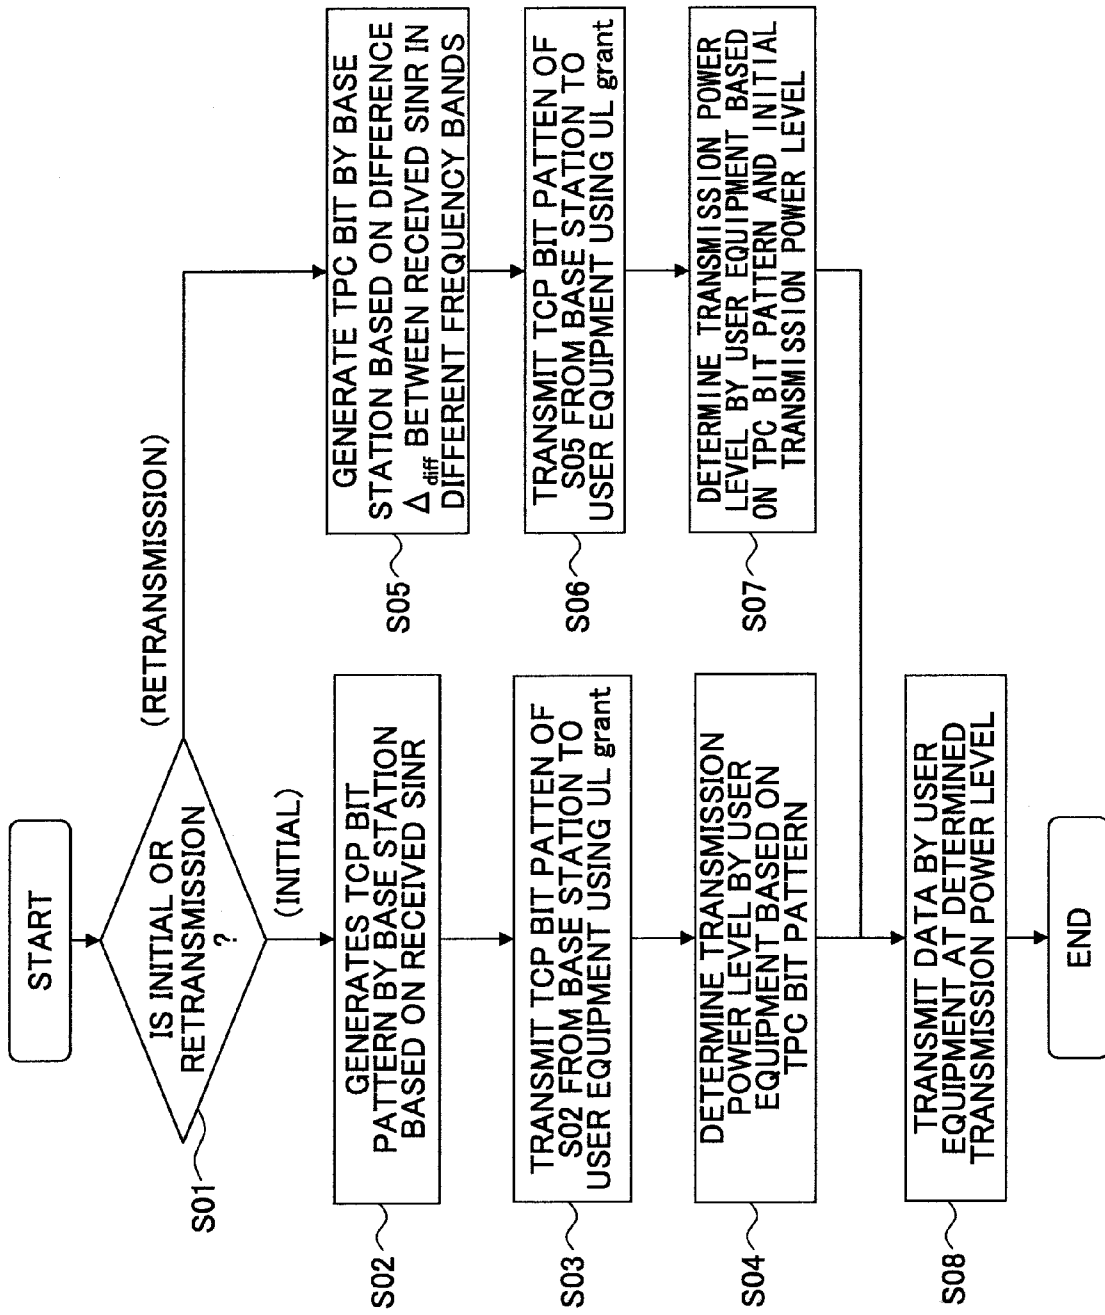 START
IS INITIAL OR
RETRANSMISSION
?
S01
(RETRANSMISSION)
(INITIAL)
GENERATES TCP BIT
PATTERN BY BASE STATION
BASED ON RECEIVED SINR
S02
TRANSMIT TCP BIT PATTEN OF
S02 FROM BASE STATION TO
USER EQUIPMENT USING UL grant
S03
DETERMINE TRANSMISSION
POWER LEVEL BY USER
EQUIPMENT BASED ON
TPC BIT PATTERN
S04
GENERATE TPC BIT BY BASE
STATION BASED ON DIFFERENCE
Δdiff BETWEEN RECEIVED SINR IN
DIFFERENT FREQUENCY BANDS
S05
TRANSMIT TCP BIT PATTEN OF
S05 FROM BASE STATION TO
USER EQUIPMENT USING UL grant
S06
DETERMINE TRANSMISSION POWER
LEVEL BY USER EQUIPMENT BASED
ON TPC BIT PATTERN AND INITIAL
TRANSMISSION POWER LEVEL
S07
TRANSMIT DATA BY USER
EQUIPMENT AT DETERMINED
TRANSMISSION POWER LEVEL
S08
END